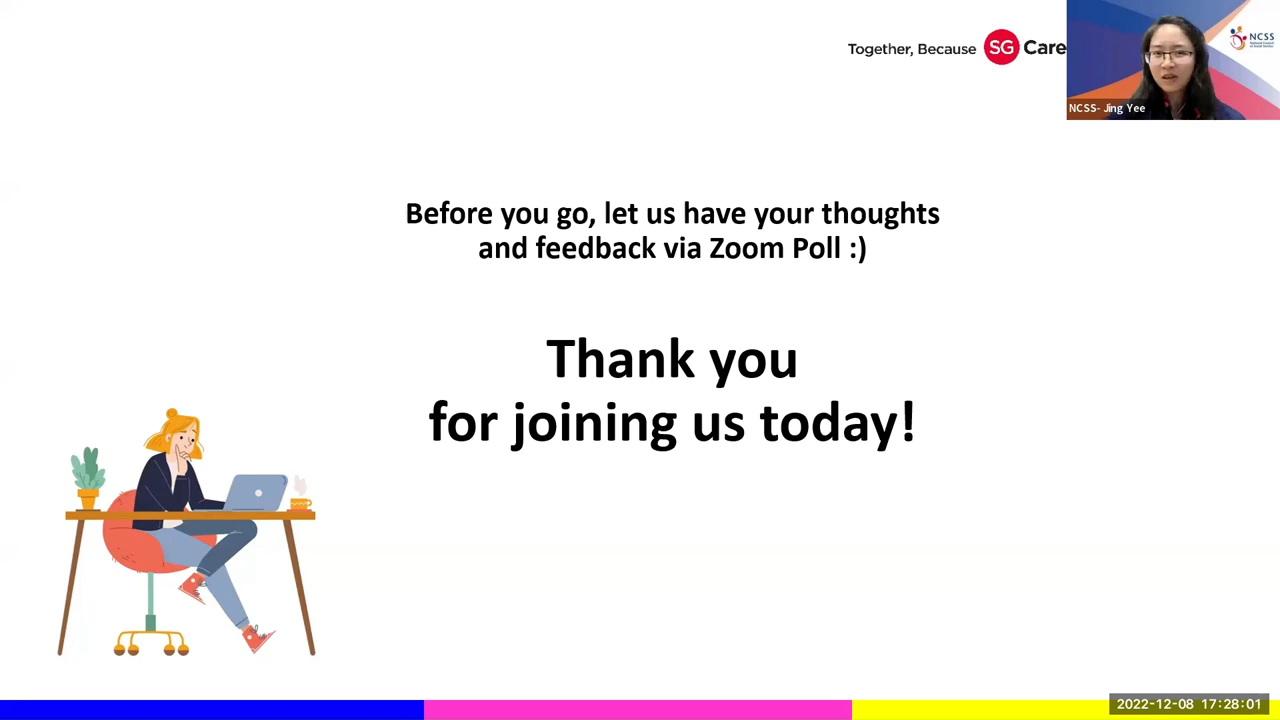 Together, Because SG Cares
NCSS
NCSS- Jing Yee
Before you go, let us have your thoughts
and feedback via Zoom Poll :)
Thank you
for joining us today!
2022-12-08 17:28:01